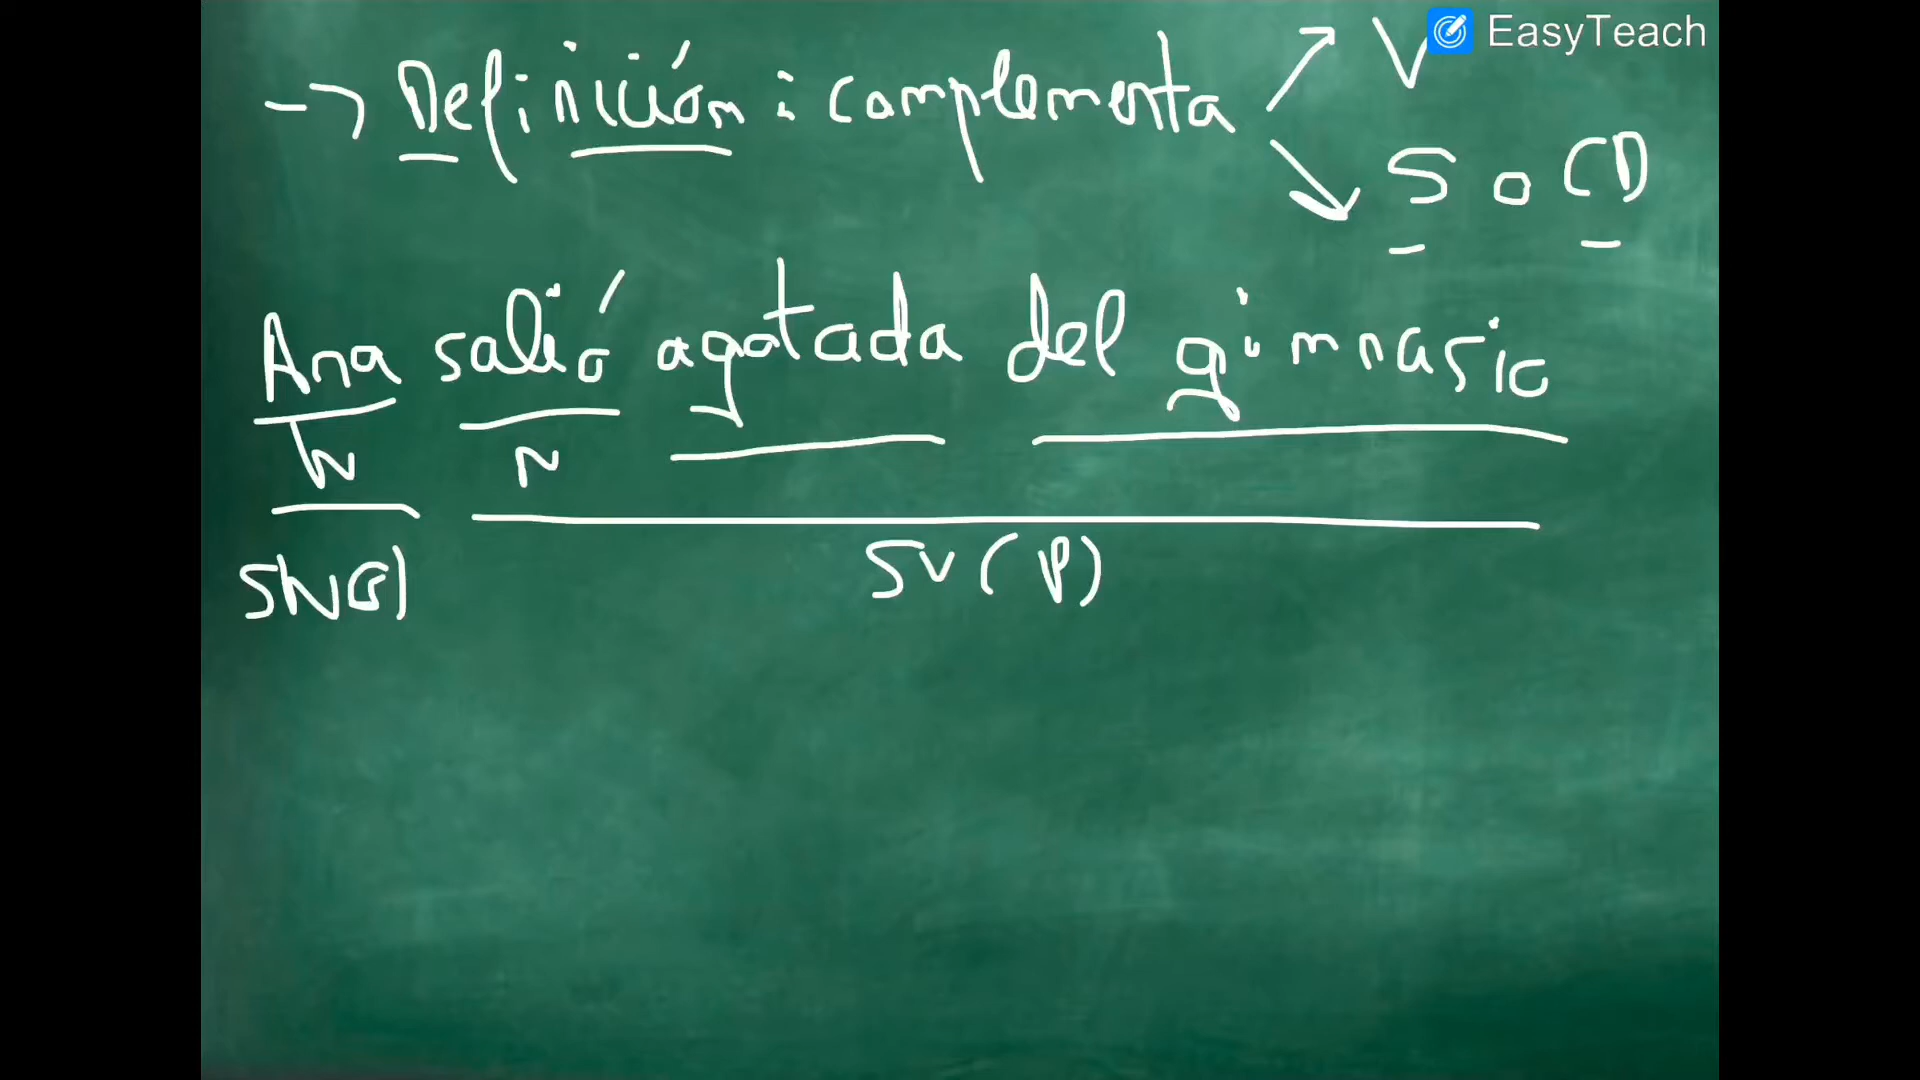 EasyTeach
→ Definición : complementa ↗ V
↘ S o CD
Ana salió agotada del gimnasio
N N
SN(S) SV (P)